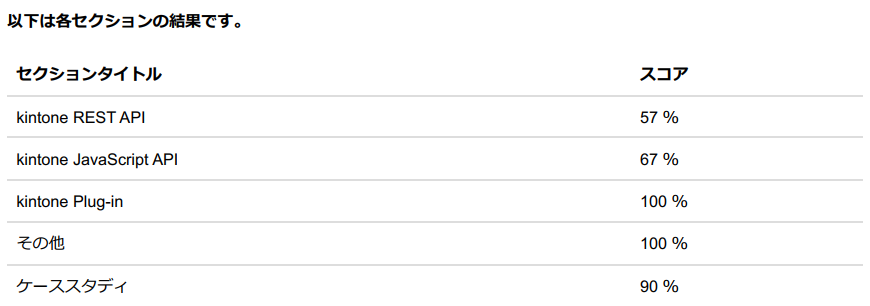 以下は各セクションの結果です。
セクションタイトル スコア
kintone REST API 57 %
kintone JavaScript API 67 %
kintone Plug-in 100 %
その他 100 %
ケーススタディ 90 %